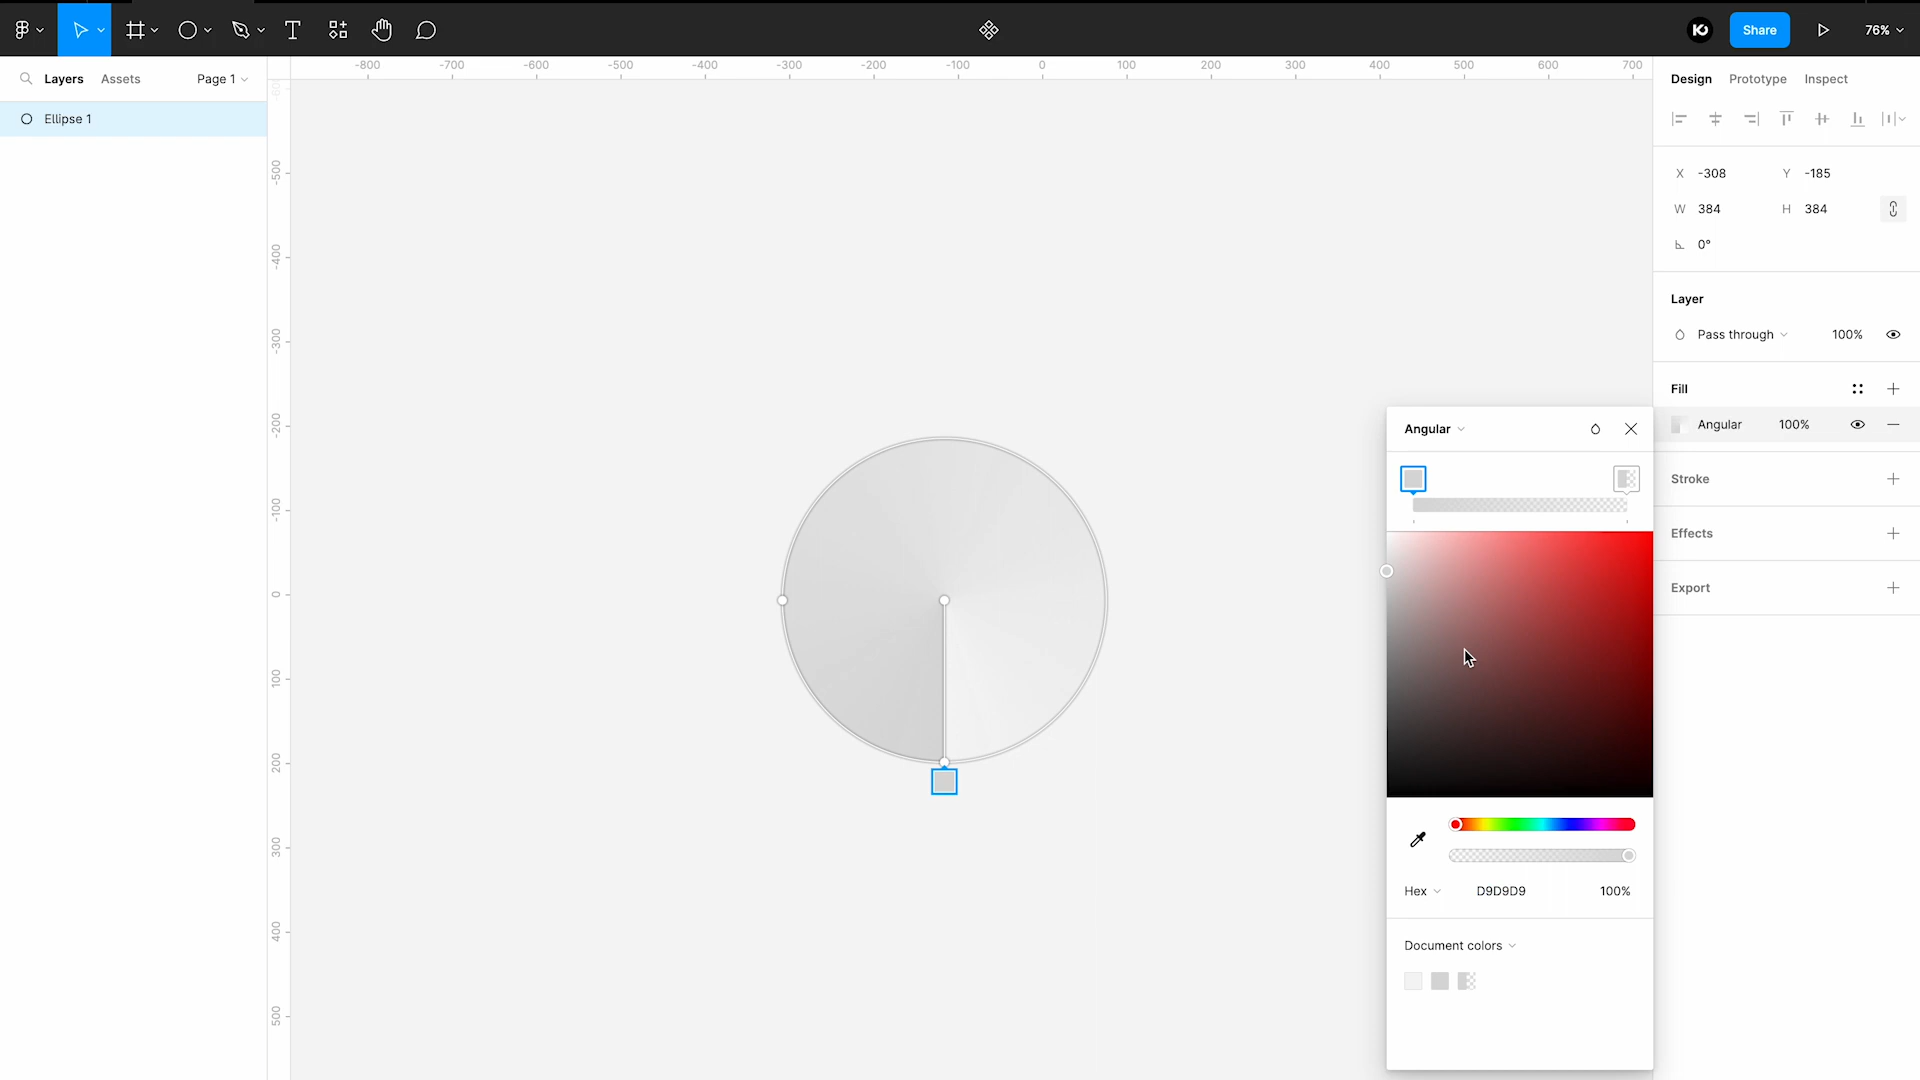 Share
76%
Layers Assets Page 1
Ellipse 1
-800 -700 -600 -500 -400 -300 -200 -100 0 100 200 300 400 500 600 700
-500
-400
-300
-200
-100
0
100
200
300
400
500
Angular
Hex D9D9D9 100%
Document colors
Design Prototype Inspect
X -308 Y -185
W 384 H 384
0°
Layer
Pass through 100%
Fill
Angular 100%
Stroke
Effects
Export